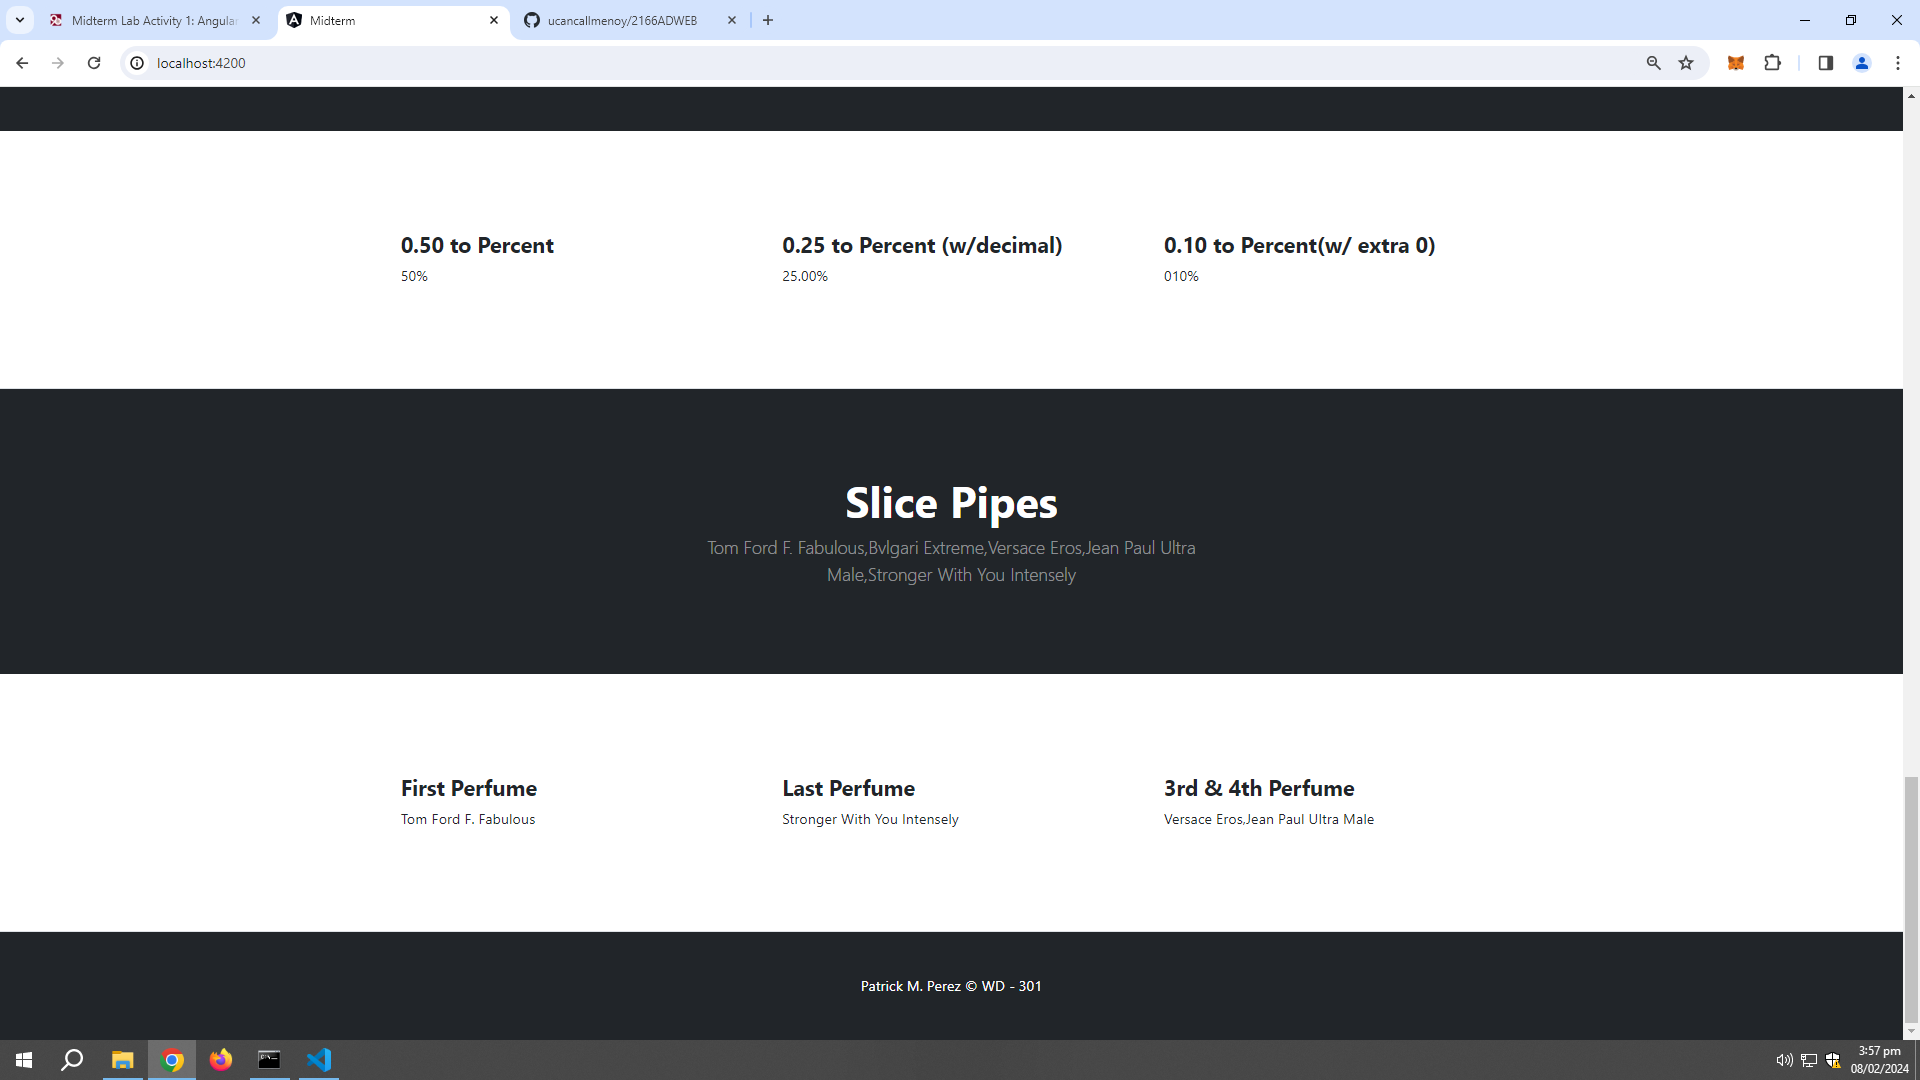 Midterm Lab Activity 1: Angular
Midterm
ucancallmenoy/2166ADWEB
localhost:4200
0.50 to Percent
50%
0.25 to Percent (w/decimal)
25.00%
0.10 to Percent(w/ extra 0)
010%
Slice Pipes
Tom Ford F. Fabulous,Bvlgari Extreme,Versace Eros,Jean Paul Ultra
Male,Stronger With You Intensely
First Perfume
Tom Ford F. Fabulous
Last Perfume
Stronger With You Intensely
3rd & 4th Perfume
Versace Eros,Jean Paul Ultra Male
Patrick M. Perez © WD - 301
3:57 pm
08/02/2024